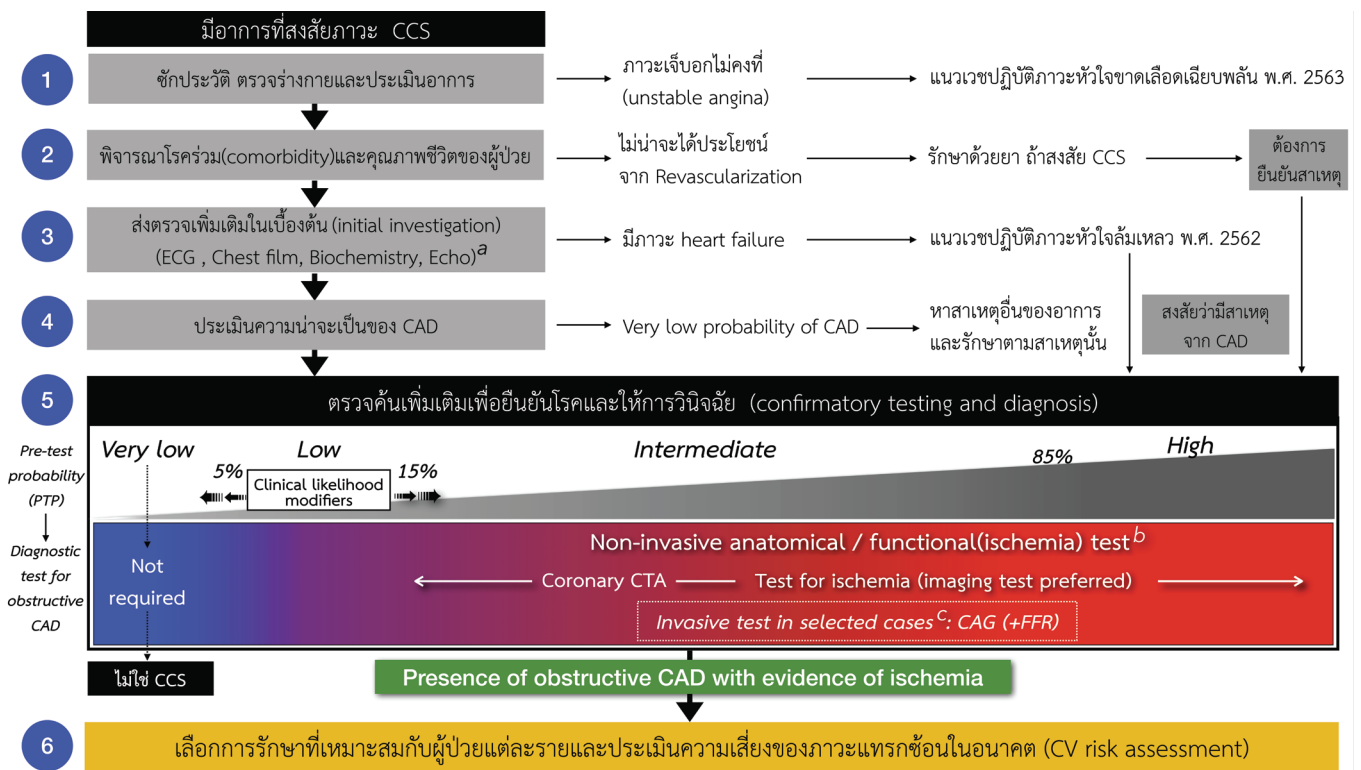 มีอาการที่สงสัยภาวะ CCS
1
ซักประวัติ ตรวจร่างกายและประเมินอาการ
ภาวะเจ็บอกไม่คงที่
(unstable angina)
แนวเวชปฏิบัติภาวะหัวใจขาดเลือดเฉียบพลัน พ.ศ. 2563
2
พิจารณาโรคร่วม(comorbidity)และคุณภาพชีวิตของผู้ป่วย
ไม่น่าจะได้ประโยชน์
จาก Revascularization
รักษาด้วยยา ถ้าสงสัย CCS
ต้องการ
ยืนยันสาเหตุ
3
ส่งตรวจเพิ่มเติมในเบื้องต้น (initial investigation)
(ECG , Chest film, Biochemistry, Echo)a
มีภาวะ heart failure
แนวเวชปฏิบัติภาวะหัวใจล้มเหลว พ.ศ. 2562
4
ประเมินความน่าจะเป็นของ CAD
Very low probability of CAD
หาสาเหตุอื่นของอาการ
และรักษาตามสาเหตุนั้น
สงสัยว่ามีสาเหตุ
จาก CAD
5
ตรวจค้นเพิ่มเติมเพื่อยืนยันโรคและให้การวินิจฉัย (confirmatory testing and diagnosis)
Pre-test
probability
(PTP)
Very low
5%
Low
15%
Clinical likelihood
modifiers
Intermediate
85%
High
Diagnostic
test for
obstructive
CAD
Not
required
Non-invasive anatomical / functional(ischemia) test b
Coronary CTA
Test for ischemia (imaging test preferred)
Invasive test in selected cases c: CAG (+FFR)
ไม่ใช่ CCS
Presence of obstructive CAD with evidence of ischemia
6
เลือกการรักษาที่เหมาะสมกับผู้ป่วยแต่ละรายและประเมินความเสี่ยงของภาวะแทรกซ้อนในอนาคต (CV risk assessment)